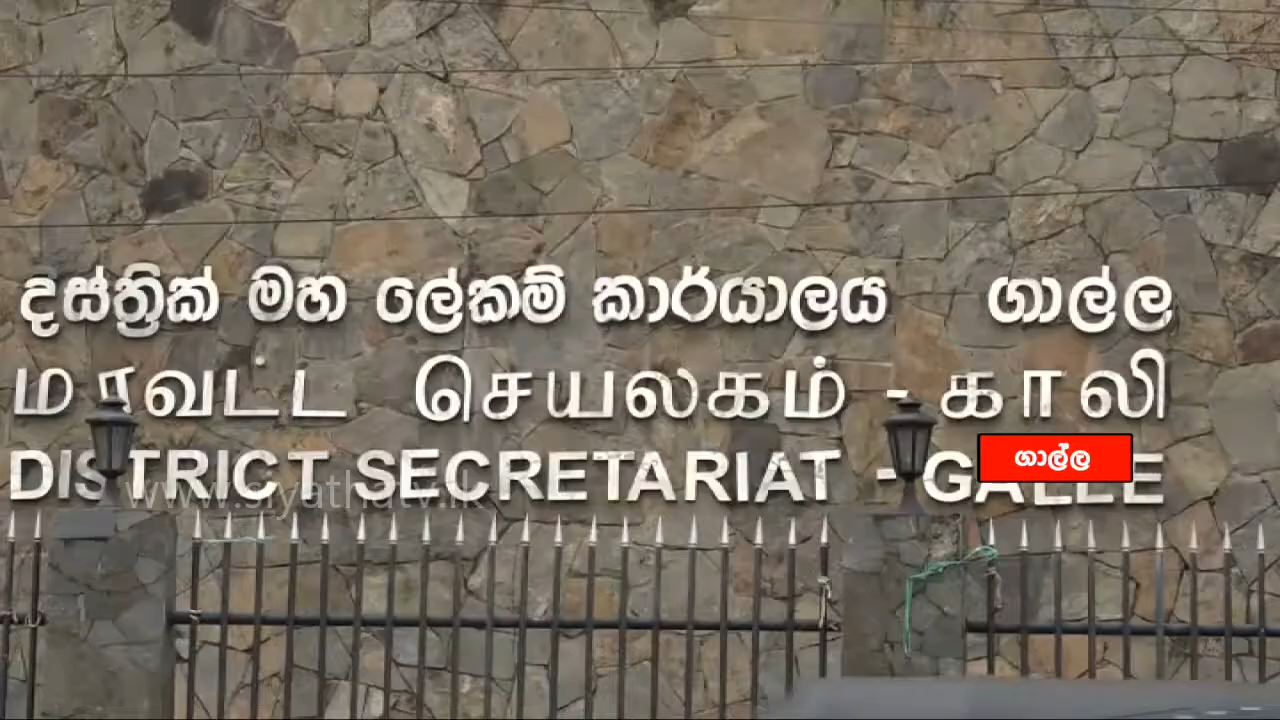 දිස්ත්‍රික් මහ ලේකම් කාර්යාලය ගාල්ල
மாவட்ட செயலகம் - காலி
DISTRICT SECRETARIAT - GALLE
ගාල්ල
www.siyathatv.lk